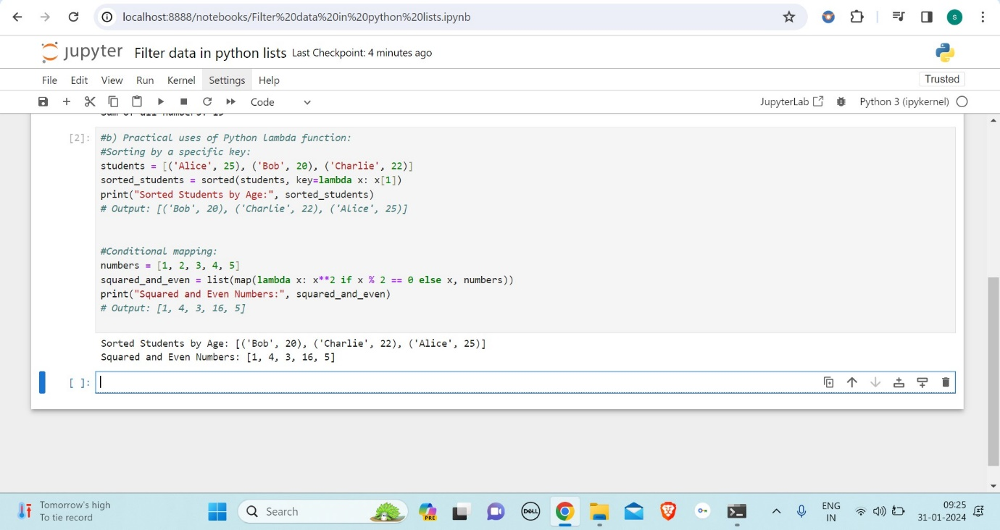 localhost:8888/notebooks/Filter%20data%20in%20python%20lists.ipynb
s
jupyter Filter data in python lists Last Checkpoint: 4 minutes ago
File Edit View Run Kernel Settings Help
Trusted
Code
JupyterLab Python 3 (ipykernel)
[2]:
#b) Practical uses of Python lambda function:
#Sorting by a specific key:
students = [('Alice', 25), ('Bob', 20), ('Charlie', 22)]
sorted_students = sorted(students, key=lambda x: x[1])
print("Sorted Students by Age:", sorted_students)
# Output: [('Bob', 20), ('Charlie', 22), ('Alice', 25)]
#Conditional mapping:
numbers = [1, 2, 3, 4, 5]
squared_and_even = list(map(lambda x: x**2 if x % 2 == 0 else x, numbers))
print("Squared and Even Numbers:", squared_and_even)
# Output: [1, 4, 3, 16, 5]
Sorted Students by Age: [('Bob', 20), ('Charlie', 22), ('Alice', 25)]
Squared and Even Numbers: [1, 4, 3, 16, 5]
[ ]:
Tomorrow's high
To tie record
Search
PRE
DELL
ENG
IN
09:25
31-01-2024